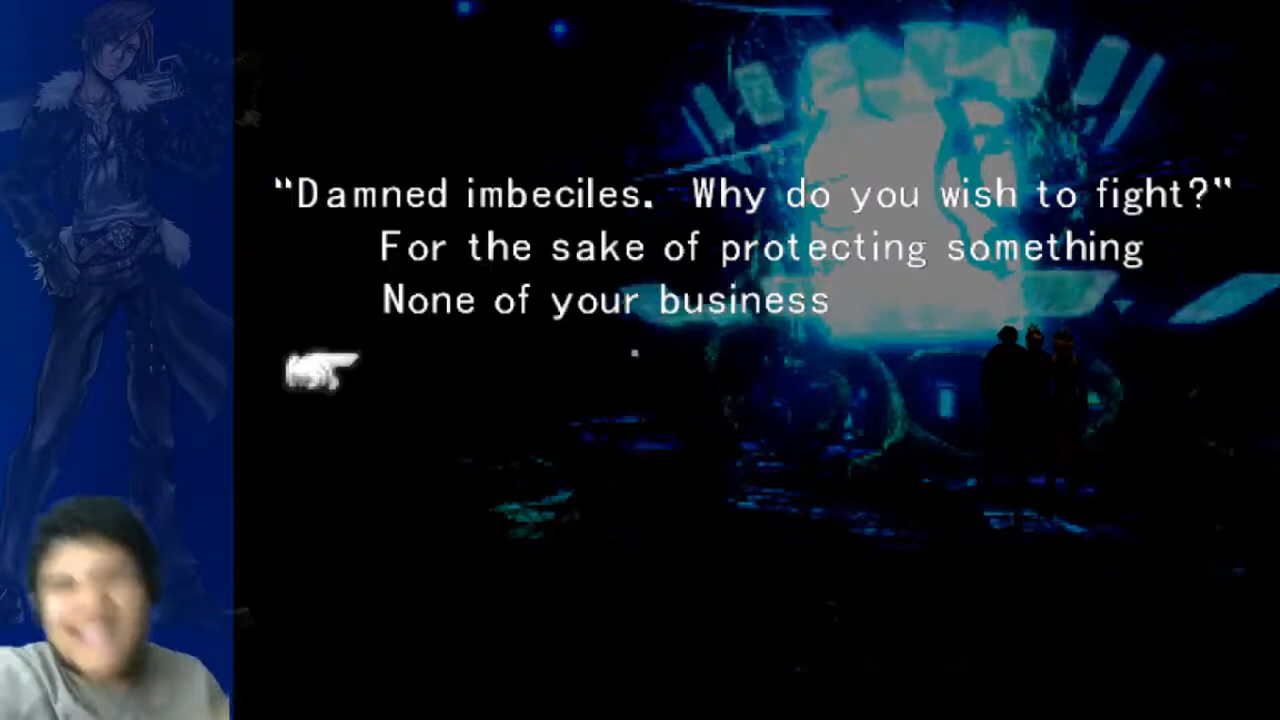 “Damned imbeciles. Why do you wish to fight?”
For the sake of protecting something
None of your business